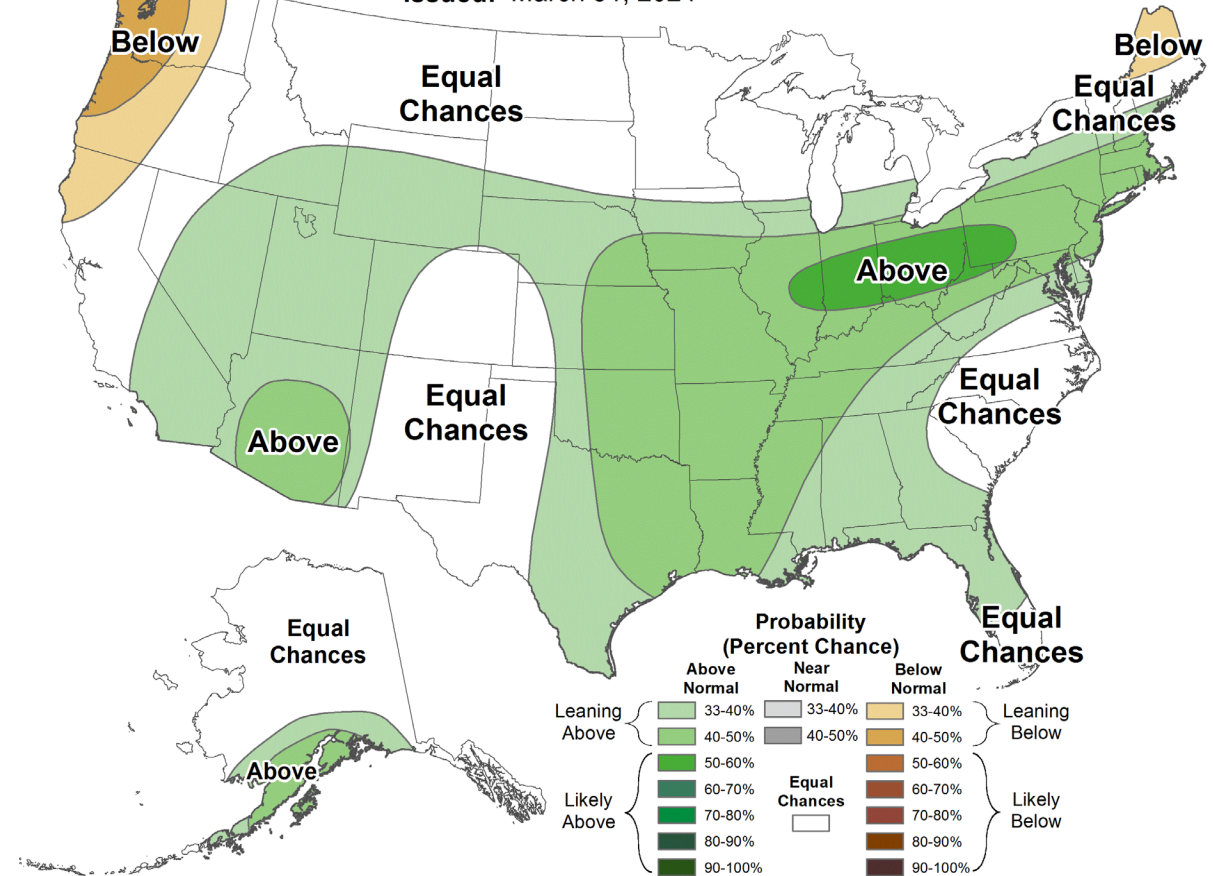 Below
Below
Equal
Chances
Equal
Chances
Above
Equal
Chances
Equal
Chances
Above
Equal
Chances
Equal
Chances
Above
Probability
(Percent Chance)
Above
Normal
Near
Normal
Below
Normal
Leaning
Above
33-40%
33-40%
33-40%
Leaning
Below
40-50%
40-50%
40-50%
Likely
Above
50-60%
50-60%
60-70%
60-70%
70-80%
70-80%
80-90%
80-90%
90-100%
90-100%
Equal
Chances
Likely
Below